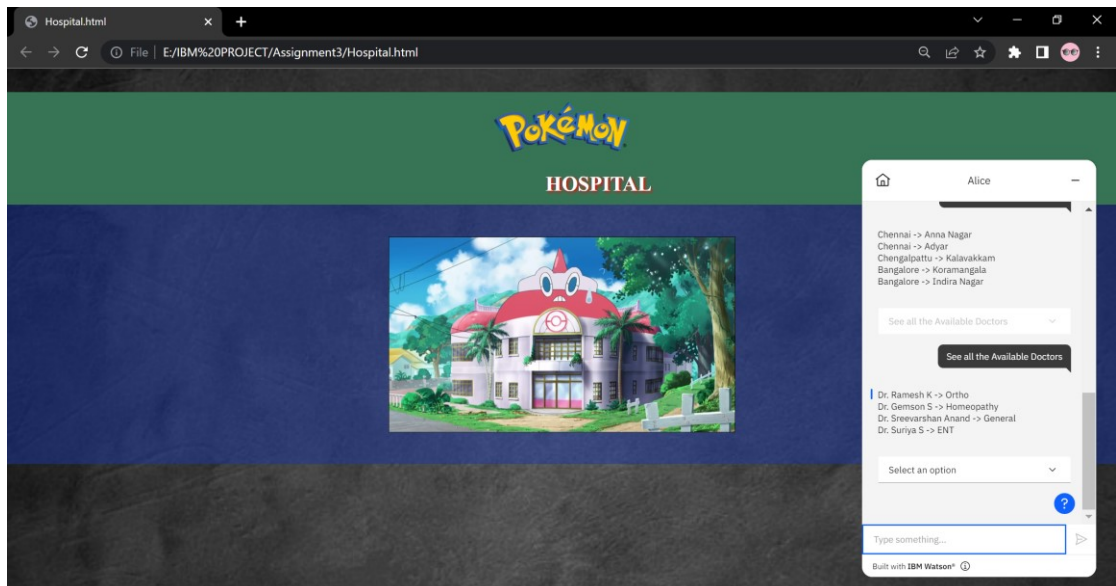 Hospital.html
File | E:/IBM%20PROJECT/Assignment3/Hospital.html
POKéMON
HOSPITAL
Alice
Chennai -> Anna Nagar
Chennai -> Adyar
Chengalpattu -> Kalavakkam
Bangalore -> Koramangala
Bangalore -> Indira Nagar
See all the Available Doctors
See all the Available Doctors
Dr. Ramesh K -> Ortho
Dr. Gemson S -> Homeopathy
Dr. Sreevarshan Anand -> General
Dr. Suriya S -> ENT
Select an option
?
Type something...
Built with IBM Watson®